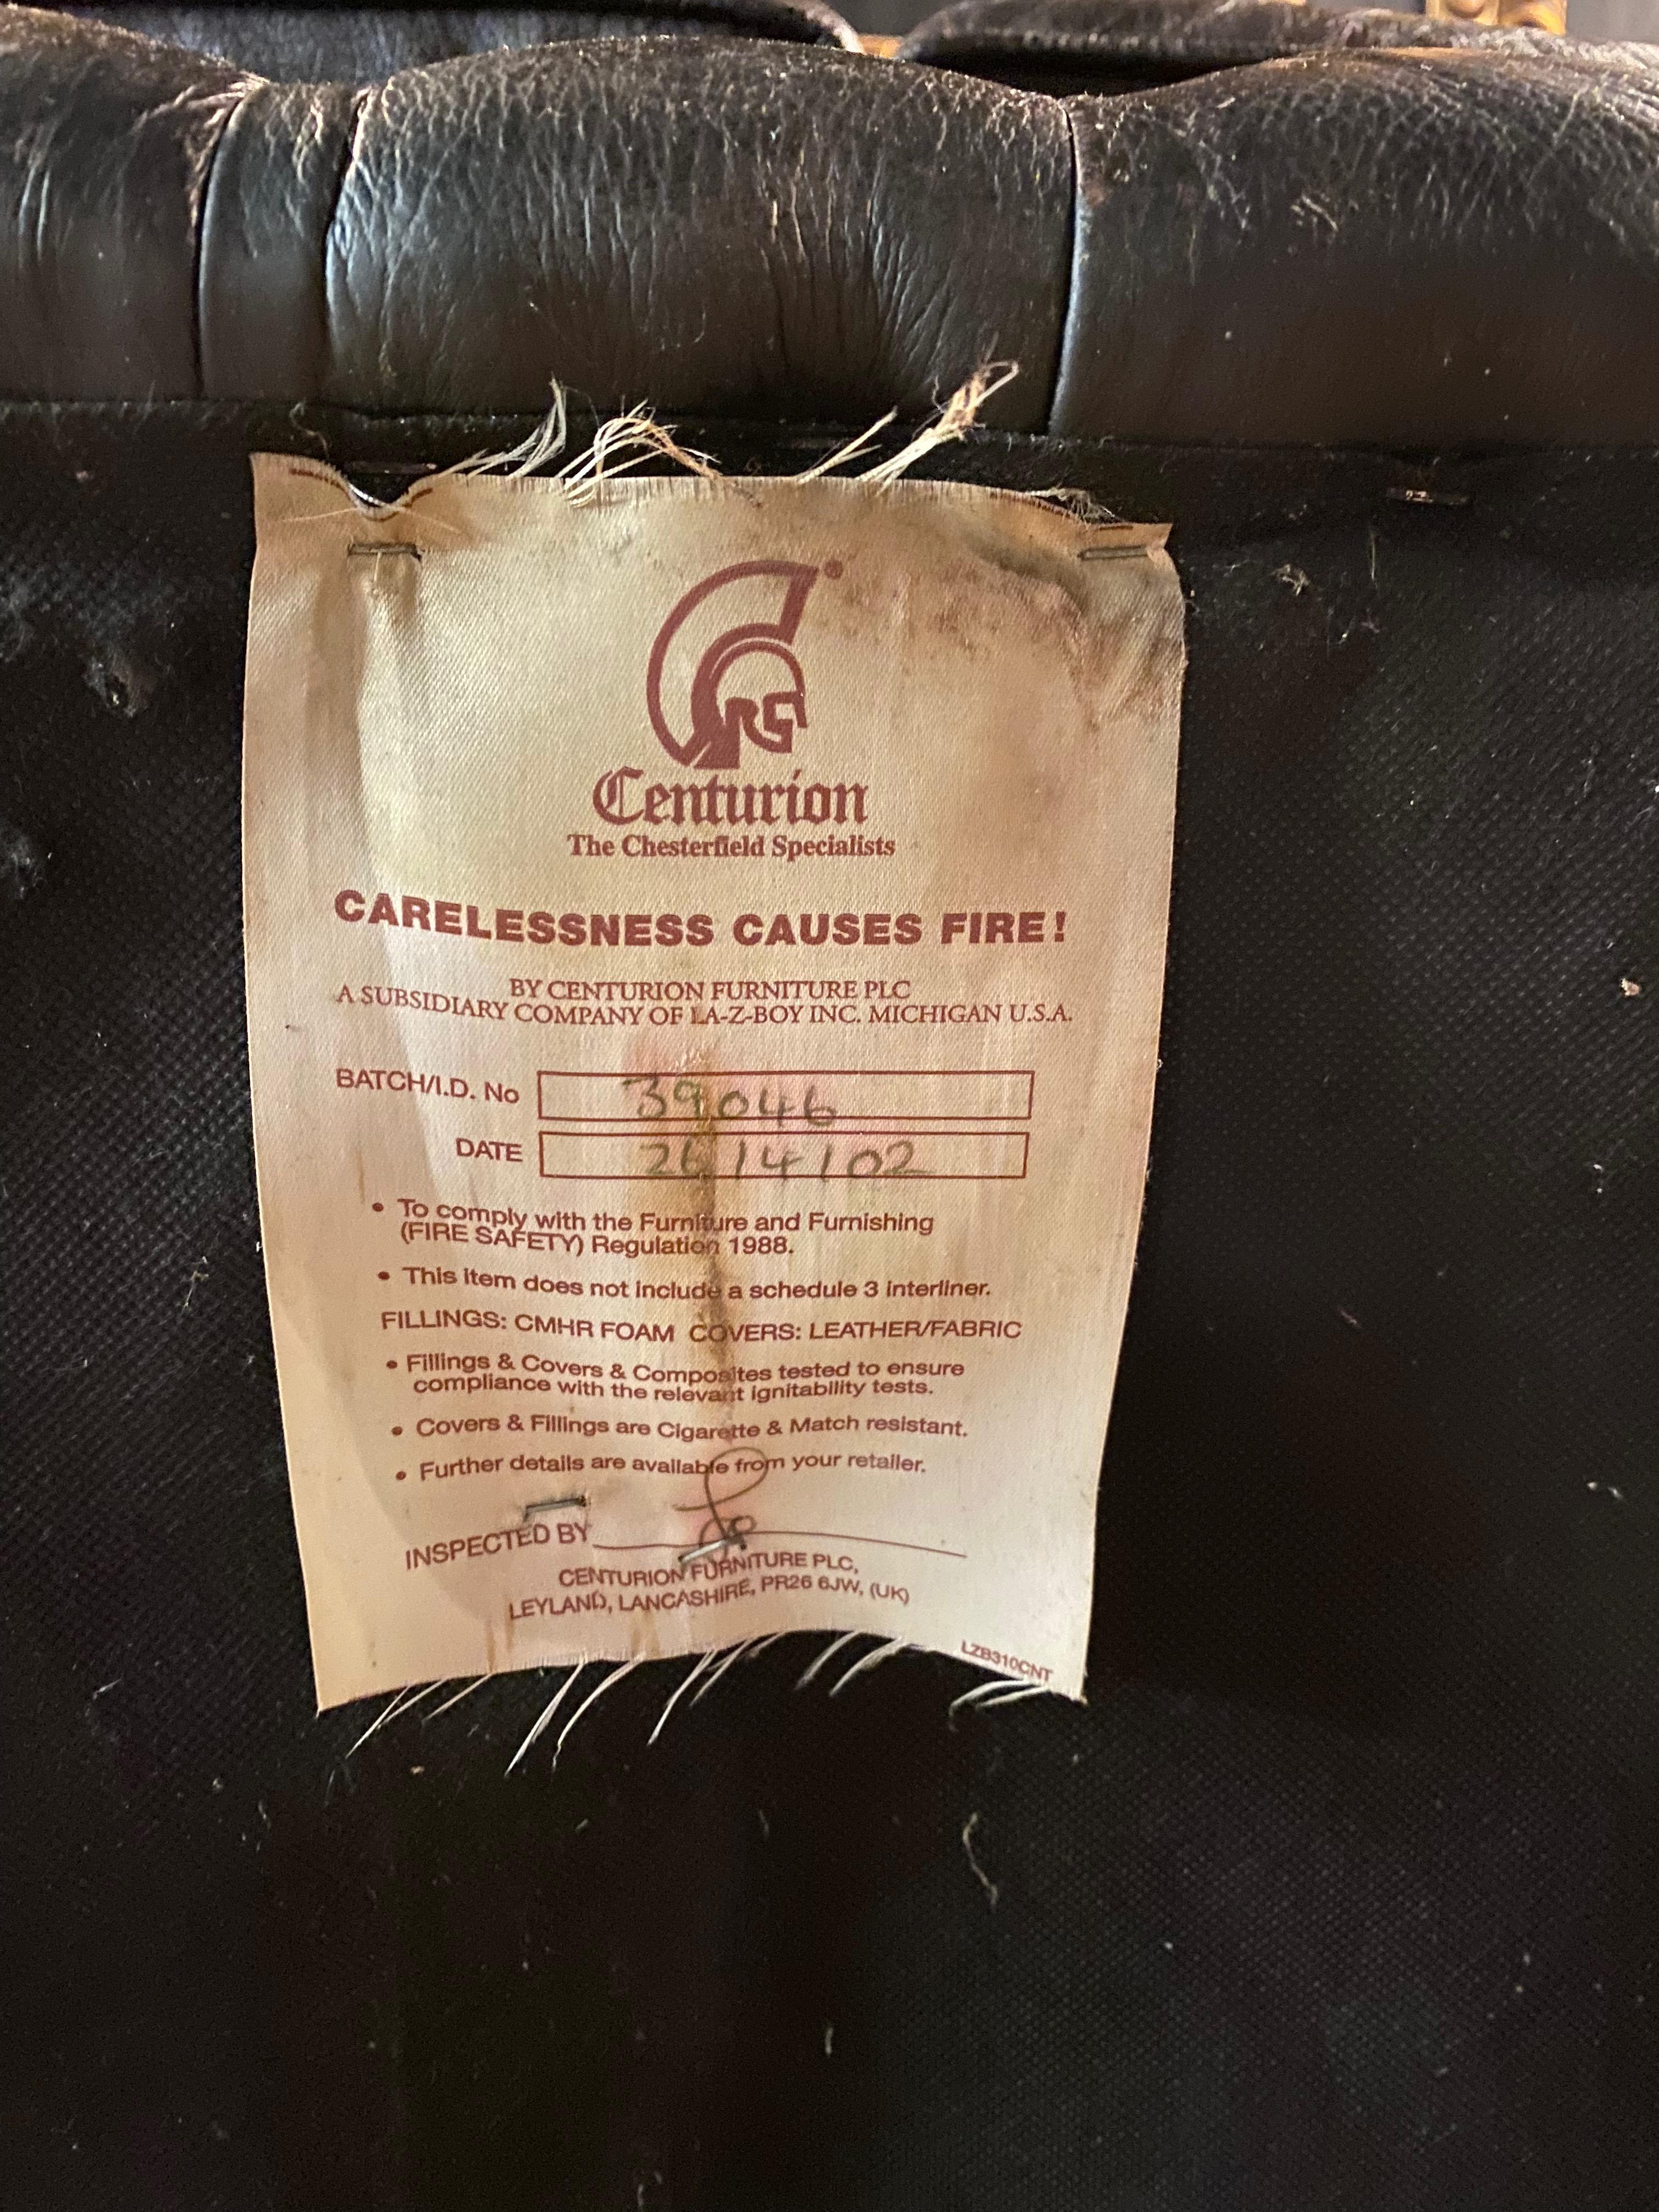 Centurion
The Chesterfield Specialists
CARELESSNESS CAUSES FIRE!
BY CENTURION FURNITURE PLC
A SUBSIDIARY COMPANY OF LA-Z-BOY INC. MICHIGAN U.S.A.
BATCH/I.D. No 39046
DATE 26/4/02
• To comply with the Furniture and Furnishing
(FIRE SAFETY) Regulation 1988.
• This item does not include a schedule 3 interliner.
FILLINGS: CMHR FOAM COVERS: LEATHER/FABRIC
• Fillings & Covers & Composites tested to ensure
compliance with the relevant ignitability tests.
• Covers & Fillings are Cigarette & Match resistant.
• Further details are available from your retailer.
INSPECTED BY
CENTURION FURNITURE PLC,
LEYLAND, LANCASHIRE, PR26 6JW, (UK)
LZB310CNT